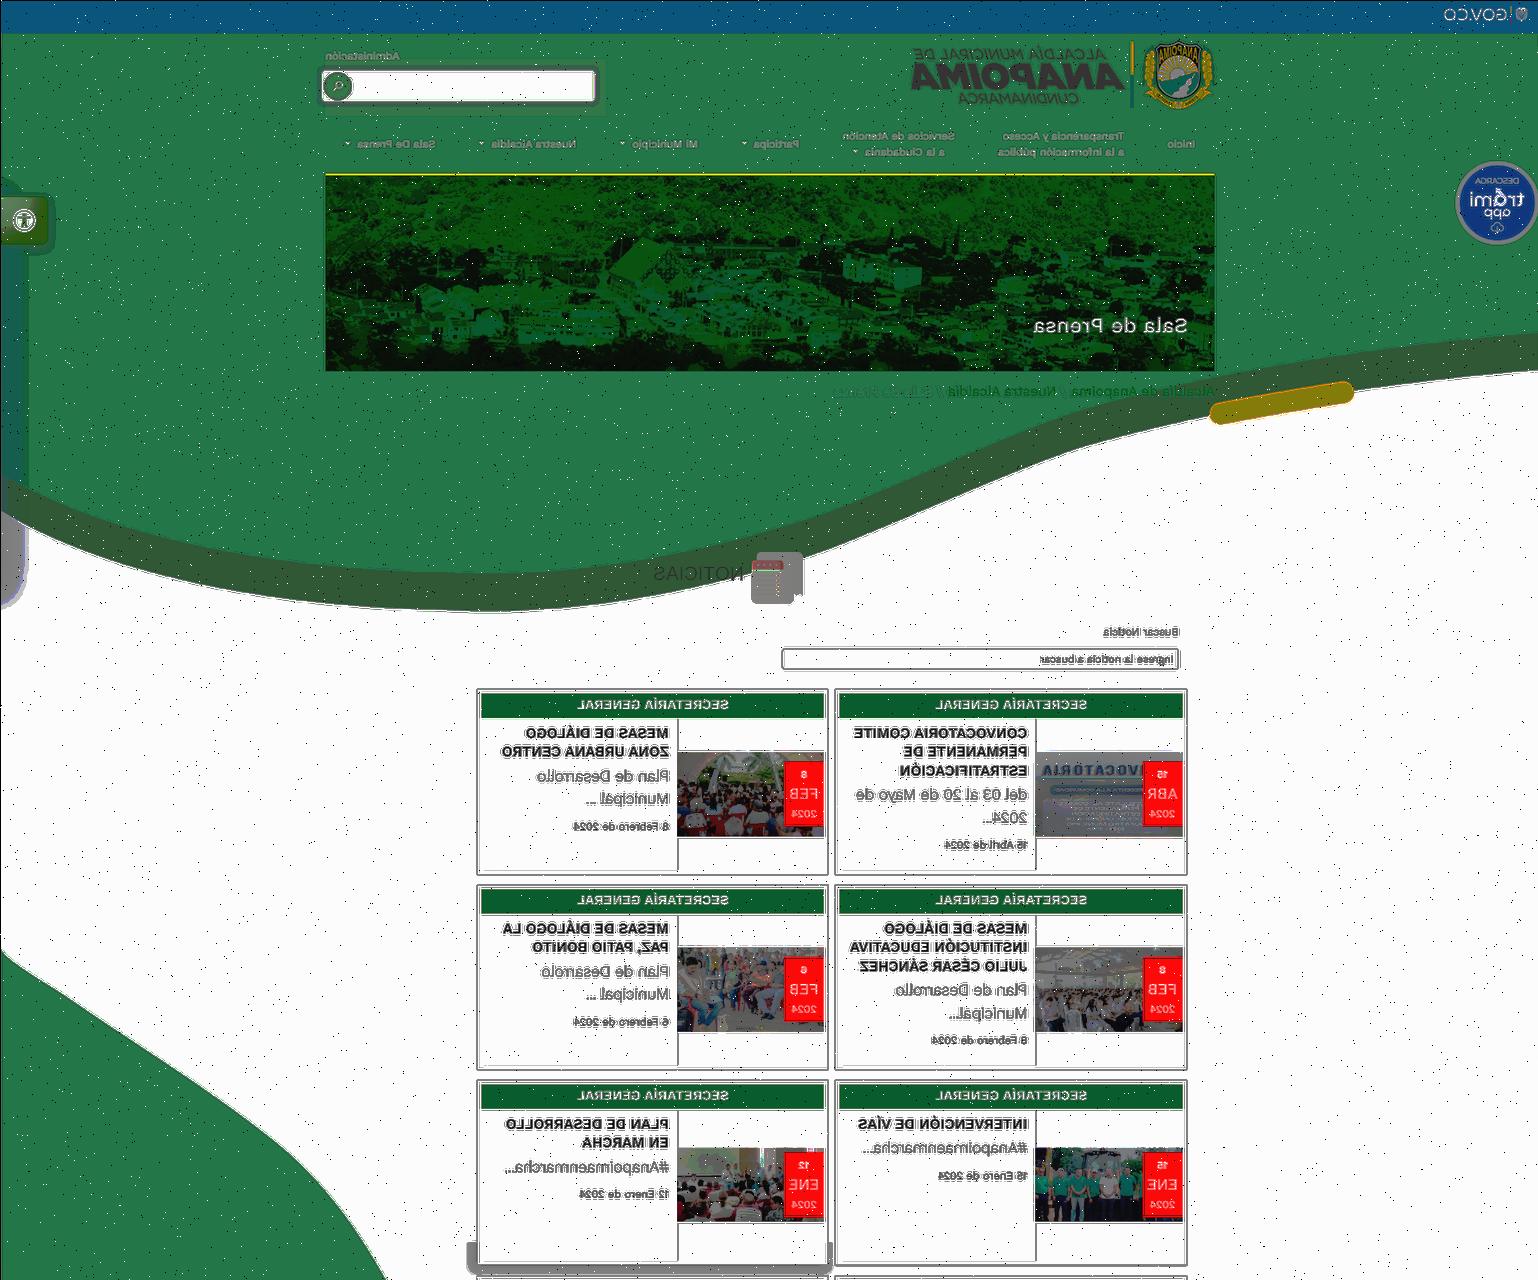 GOV.CO
ALCALDÍA MUNICIPAL DE
ANAPOIMA
CUNDINAMARCA
Administración
Inicio
Transparencia y Acceso
a la Información pública
Servicios de Atención
a la Ciudadanía
Participa
Mi Municipio
Nuestra Alcaldía
Sala De Prensa
DESCARGA
trámi
app
Sala de Prensa
Alcaldía de Anapoima / Nuestra Alcaldía /
NOTICIAS
Buscar Noticia
Ingrese la noticia a buscar
SECRETARÍA GENERAL
15
ABR
2024
CONVOCATORIA COMITE
PERMANENTE DE
ESTRATIFICACIÓN
del 03 al 20 de Mayo de
2024...
15 Abril de 2024
SECRETARÍA GENERAL
8
FEB
2024
MESAS DE DIÁLOGO
ZONA URBANA CENTRO
Plan de Desarrollo
Municipal ...
8 Febrero de 2024
SECRETARÍA GENERAL
8
FEB
2024
MESAS DE DIÁLOGO
INSTITUCIÓN EDUCATIVA
JULIO CÉSAR SÁNCHEZ
Plan de Desarrollo
Municipal...
8 Febrero de 2024
SECRETARÍA GENERAL
6
FEB
2024
MESAS DE DIÁLOGO LA
PAZ, PATIO BONITO
Plan de Desarrolo
Municipal ...
6 Febrero de 2024
SECRETARÍA GENERAL
15
ENE
2024
INTERVENCIÓN DE VÍAS
#Anapoimaenmarcha...
15 Enero de 2024
SECRETARÍA GENERAL
12
ENE
2024
PLAN DE DESARROLLO
EN MARCHA
#Anapoimaenmarcha...
12 Enero de 2024